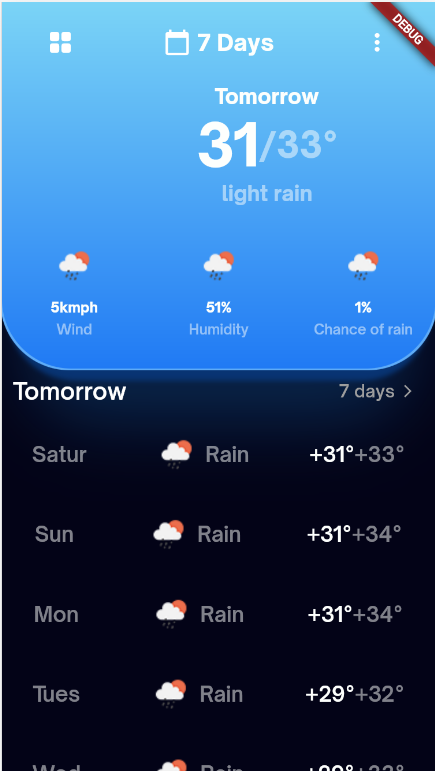 7 Days
DEBUG
Tomorrow
31/33°
light rain
5kmph 51% 1%
Wind Humidity Chance of rain
Tomorrow 7 days
Satur Rain +31°+33°
Sun Rain +31°+34°
Mon Rain +31°+34°
Tues Rain +29°+32°